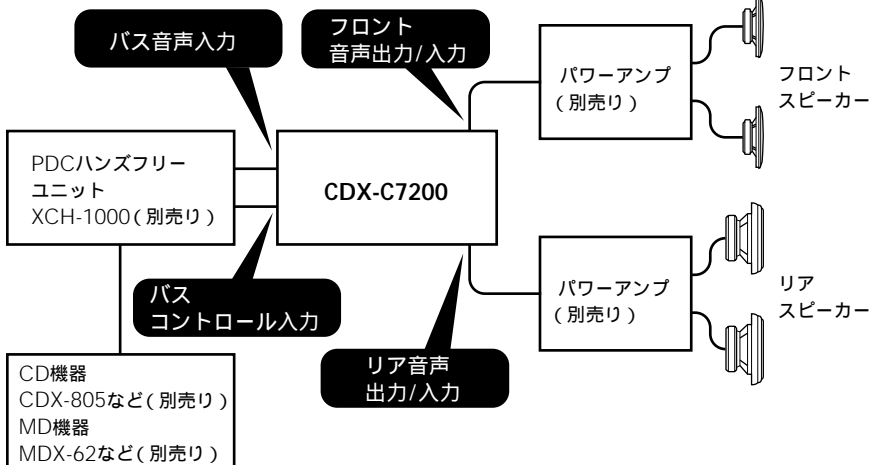 バス音声入力
フロント
音声出力/入力
パワーアンプ
(別売り)
フロント
スピーカー
PDCハンズフリー
ユニット
XCH-1000(別売り)
CDX-C7200
バス
コントロール入力
パワーアンプ
(別売り)
リア
スピーカー
リア音声
出力/入力
CD機器
CDX-805など(別売り)
MD機器
MDX-62など(別売り)